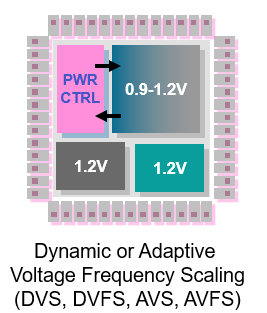 PWR
CTRL
0.9-1.2V
1.2V
1.2V
Dynamic or Adaptive
Voltage Frequency Scaling
(DVS, DVFS, AVS, AVFS)